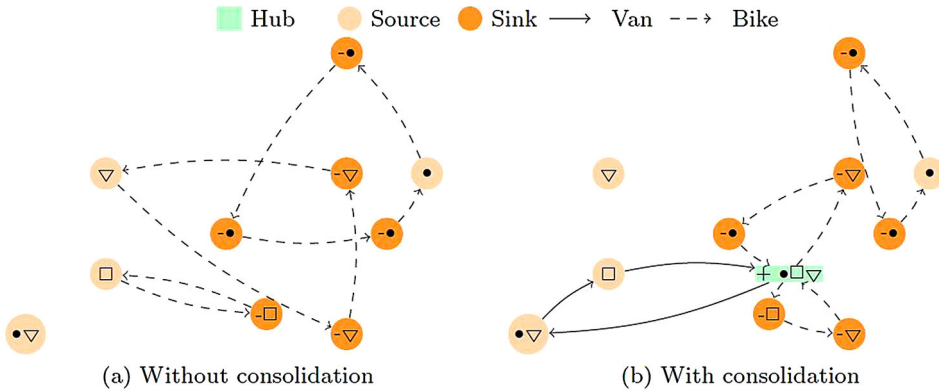 Hub Source Sink Van Bike
(a) Without consolidation
(b) With consolidation